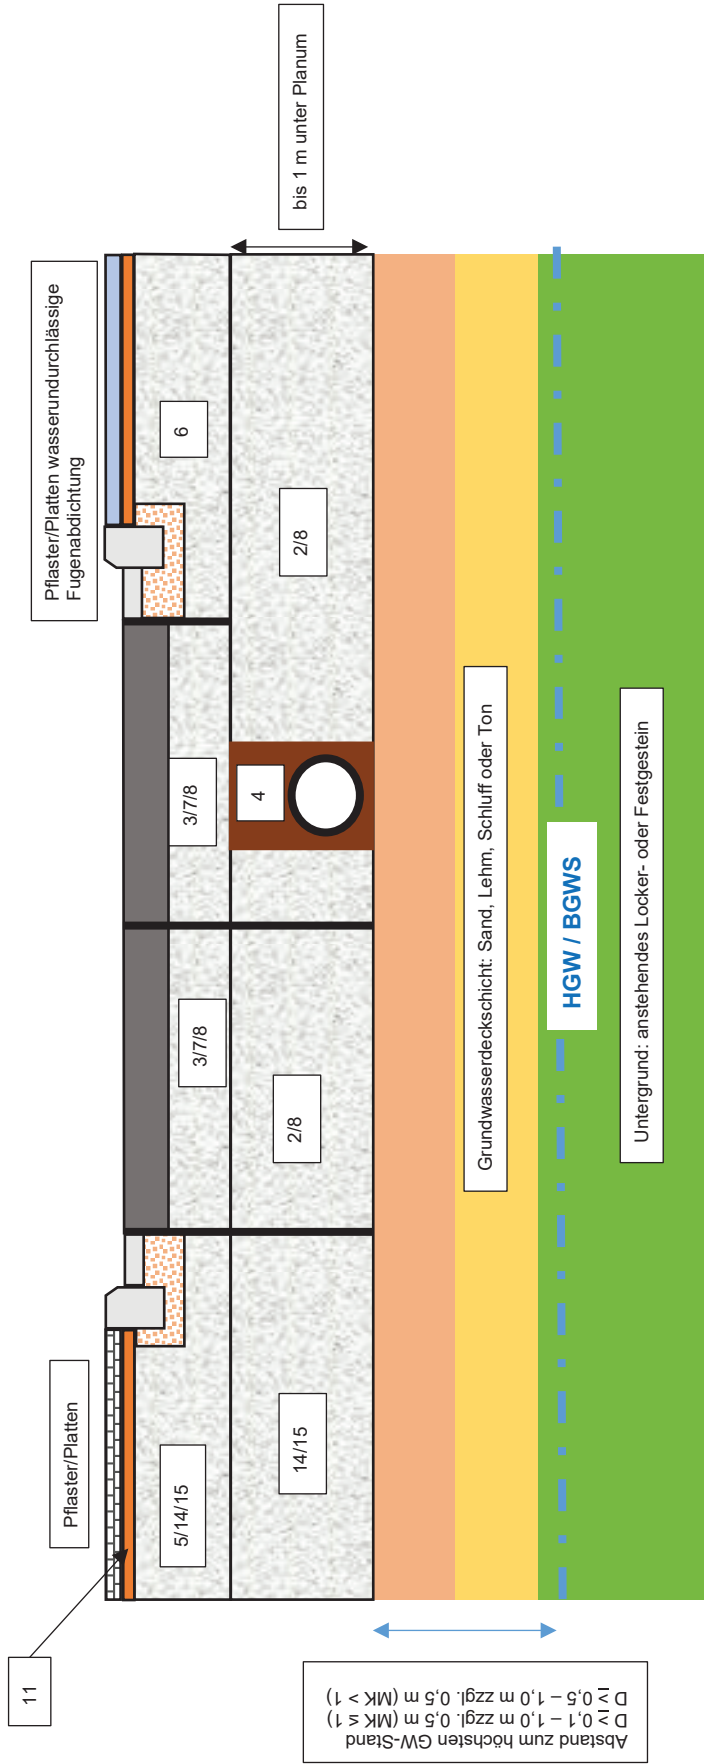 11
Pflaster/Platten
Pflaster/Platten wasserundurchlässige
Fugenabdichtung
5/14/15
3/7/8
3/7/8
6
14/15
2/8
4
2/8
bis 1 m unter Planum
Grundwasserdeckschicht: Sand, Lehm, Schluff oder Ton
HGW / BGWS
Untergrund: anstehendes Locker- oder Festgestein
Abstand zum höchsten GW-Stand
D ≥ 0,1 – 1,0 m zzgl. 0,5 m (MK ≤ 1)
D ≥ 0,5 – 1,0 m zzgl. 0,5 m (MK > 1)